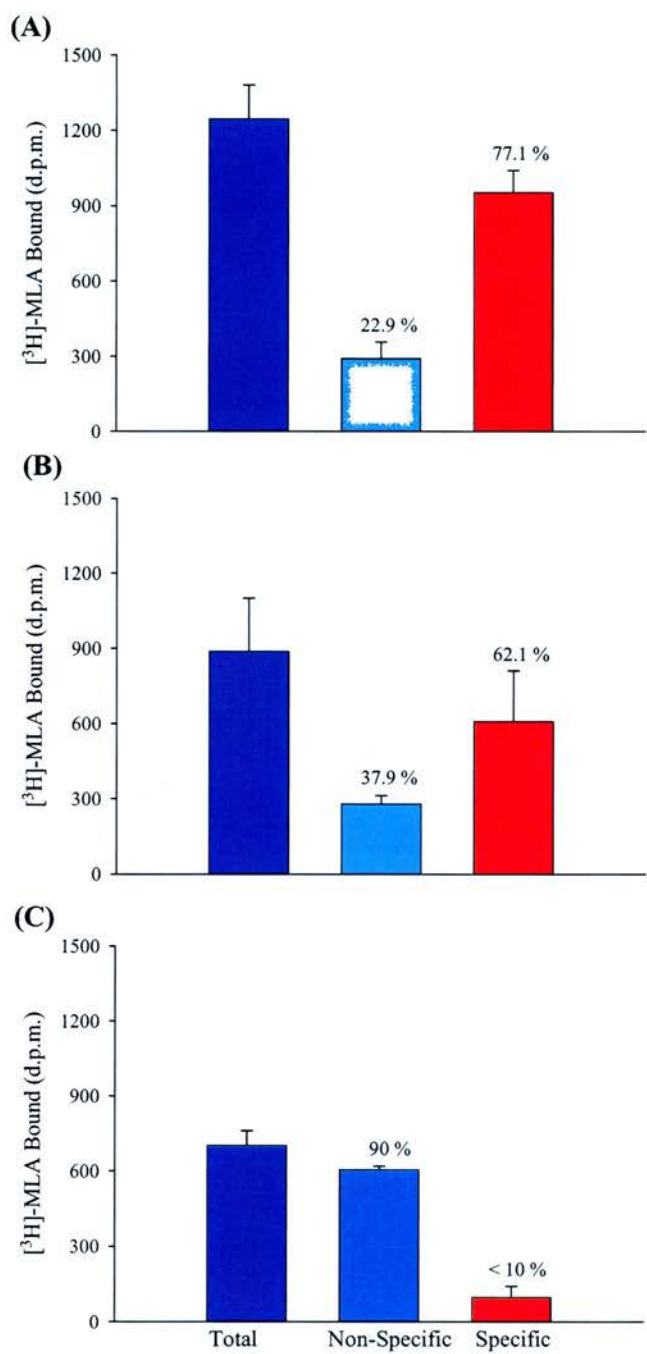 (A)
[³H]-MLA Bound (d.p.m.)
1500
1200
900
600
300
0
22.9 %
77.1 %
(B)
[³H]-MLA Bound (d.p.m.)
1500
1200
900
600
300
0
37.9 %
62.1 %
(C)
[³H]-MLA Bound (d.p.m.)
1500
1200
900
600
300
0
90 %
< 10 %
Total Non-Specific Specific